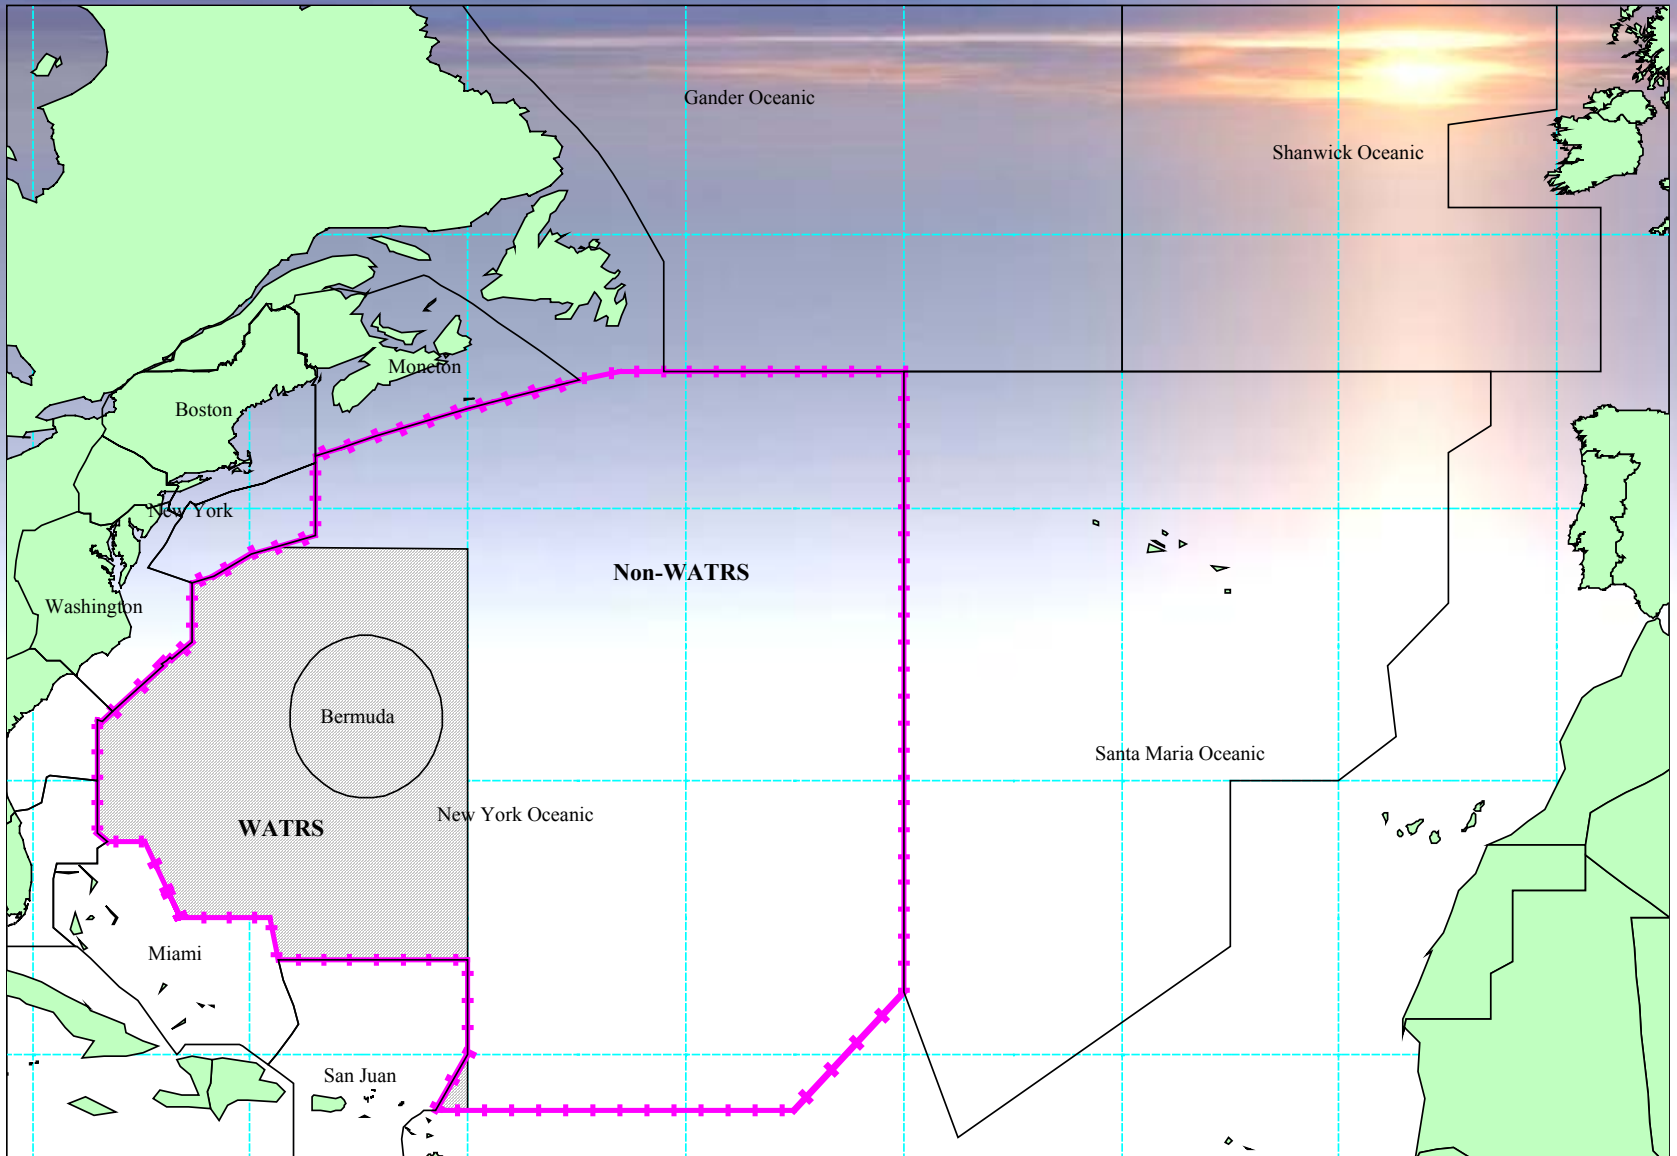 Gander Oceanic
Shanwick Oceanic
Moncton
Boston
New York
Non-WATRS
Washington
Bermuda
Santa Maria Oceanic
New York Oceanic
WATRS
Miami
San Juan